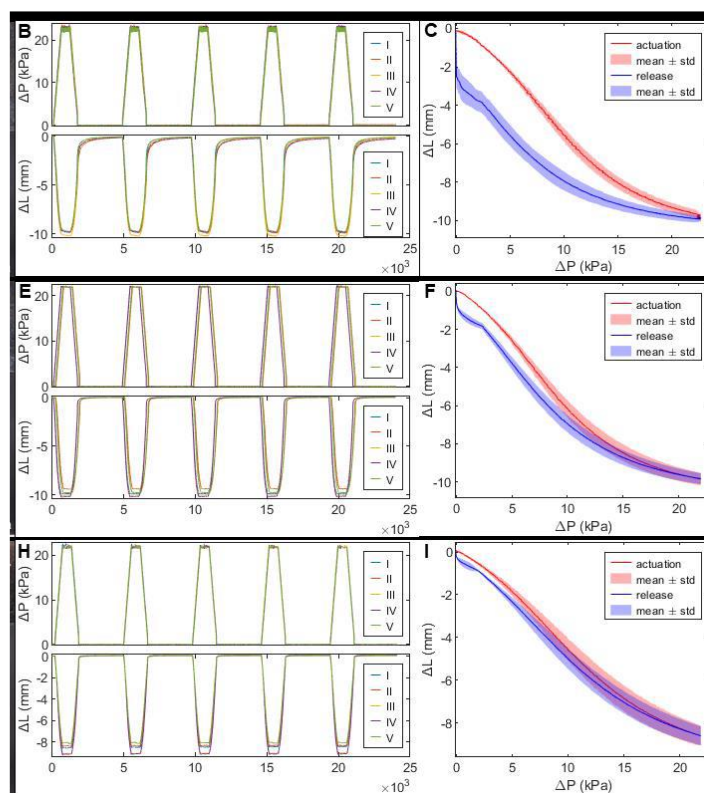 B
ΔP (kPa)
20
10
0
I
II
III
IV
V
ΔL (mm)
0
-5
-10
I
II
III
IV
V
0
5
10
15
20
25
×10³
C
ΔL (mm)
0
-2
-4
-6
-8
-10
actuation
mean ± std
release
mean ± std
0
5
10
15
20
ΔP (kPa)
E
ΔP (kPa)
20
10
0
I
II
III
IV
V
ΔL (mm)
0
-5
-10
I
II
III
IV
V
0
5
10
15
20
25
×10³
F
ΔL (mm)
0
-2
-4
-6
-8
-10
actuation
mean ± std
release
mean ± std
0
5
10
15
20
ΔP (kPa)
H
ΔP (kPa)
20
10
0
I
II
III
IV
V
ΔL (mm)
0
-2
-4
-6
-8
I
II
III
IV
V
0
5
10
15
20
25
×10³
I
ΔL (mm)
0
-2
-4
-6
-8
actuation
mean ± std
release
mean ± std
0
5
10
15
20
ΔP (kPa)